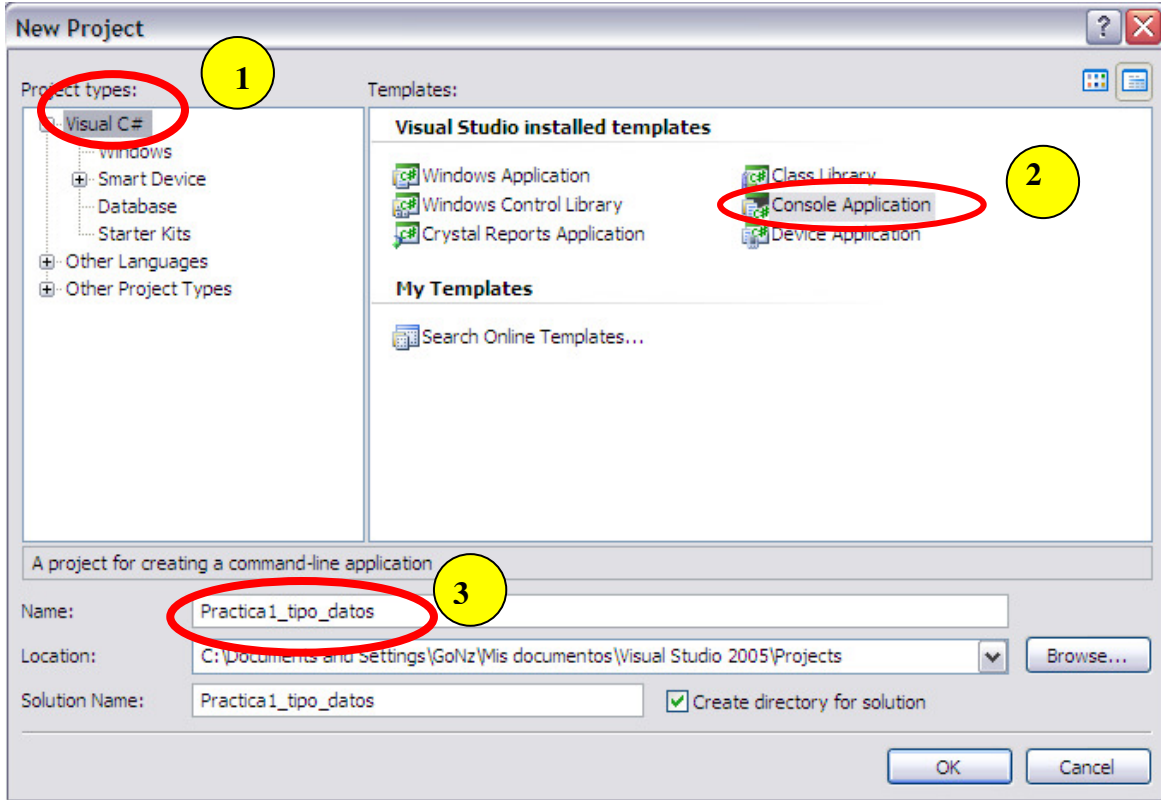 New Project
1
Project types:
Templates:
Visual C#
Windows
Smart Device
Database
Starter Kits
Other Languages
Other Project Types
Visual Studio installed templates
Windows Application
Class Library
2
Windows Control Library
Console Application
Crystal Reports Application
Device Application
My Templates
Search Online Templates...
A project for creating a command-line application
3
Name:
Practica1_tipo_datos
Location:
C:\Documents and Settings\GoNz\Mis documentos\Visual Studio 2005\Projects
Browse...
Solution Name:
Practica1_tipo_datos
Create directory for solution
OK
Cancel